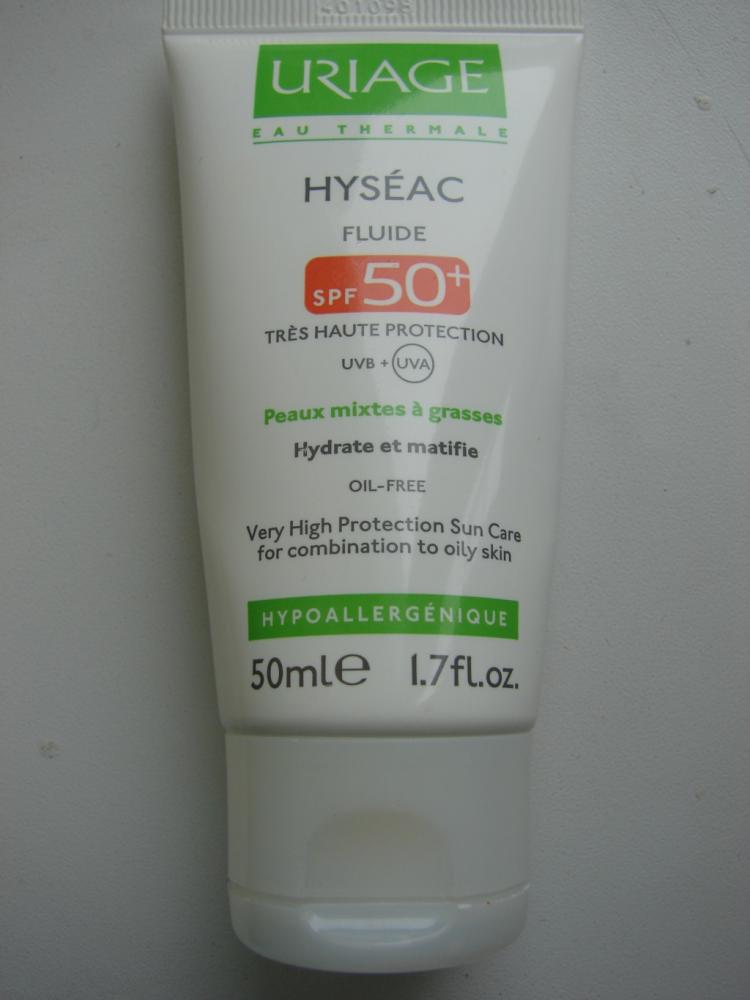 401098
URIAGE
EAU THERMALE
HYSÉAC
FLUIDE
SPF 50+
TRÈS HAUTE PROTECTION
UVB + UVA
Peaux mixtes à grasses
Hydrate et matifie
OIL-FREE
Very High Protection Sun Care
for combination to oily skin
HYPOALLERGÉNIQUE
50ml℮ 1.7fl.oz.